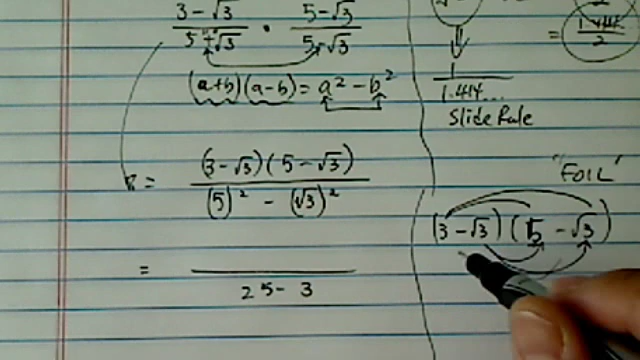 3 - √3 / 5 + √3 · 5 - √3 / 5 - √3
(a+b)(a-b) = a² - b²
= (3 - √3)(5 - √3) / (5)² - (√3)²
= / 25 - 3
= 1.414 / 2
1 / 1.414...
Slide Rule
"FOIL"
(3 - √3)(5 - √3)